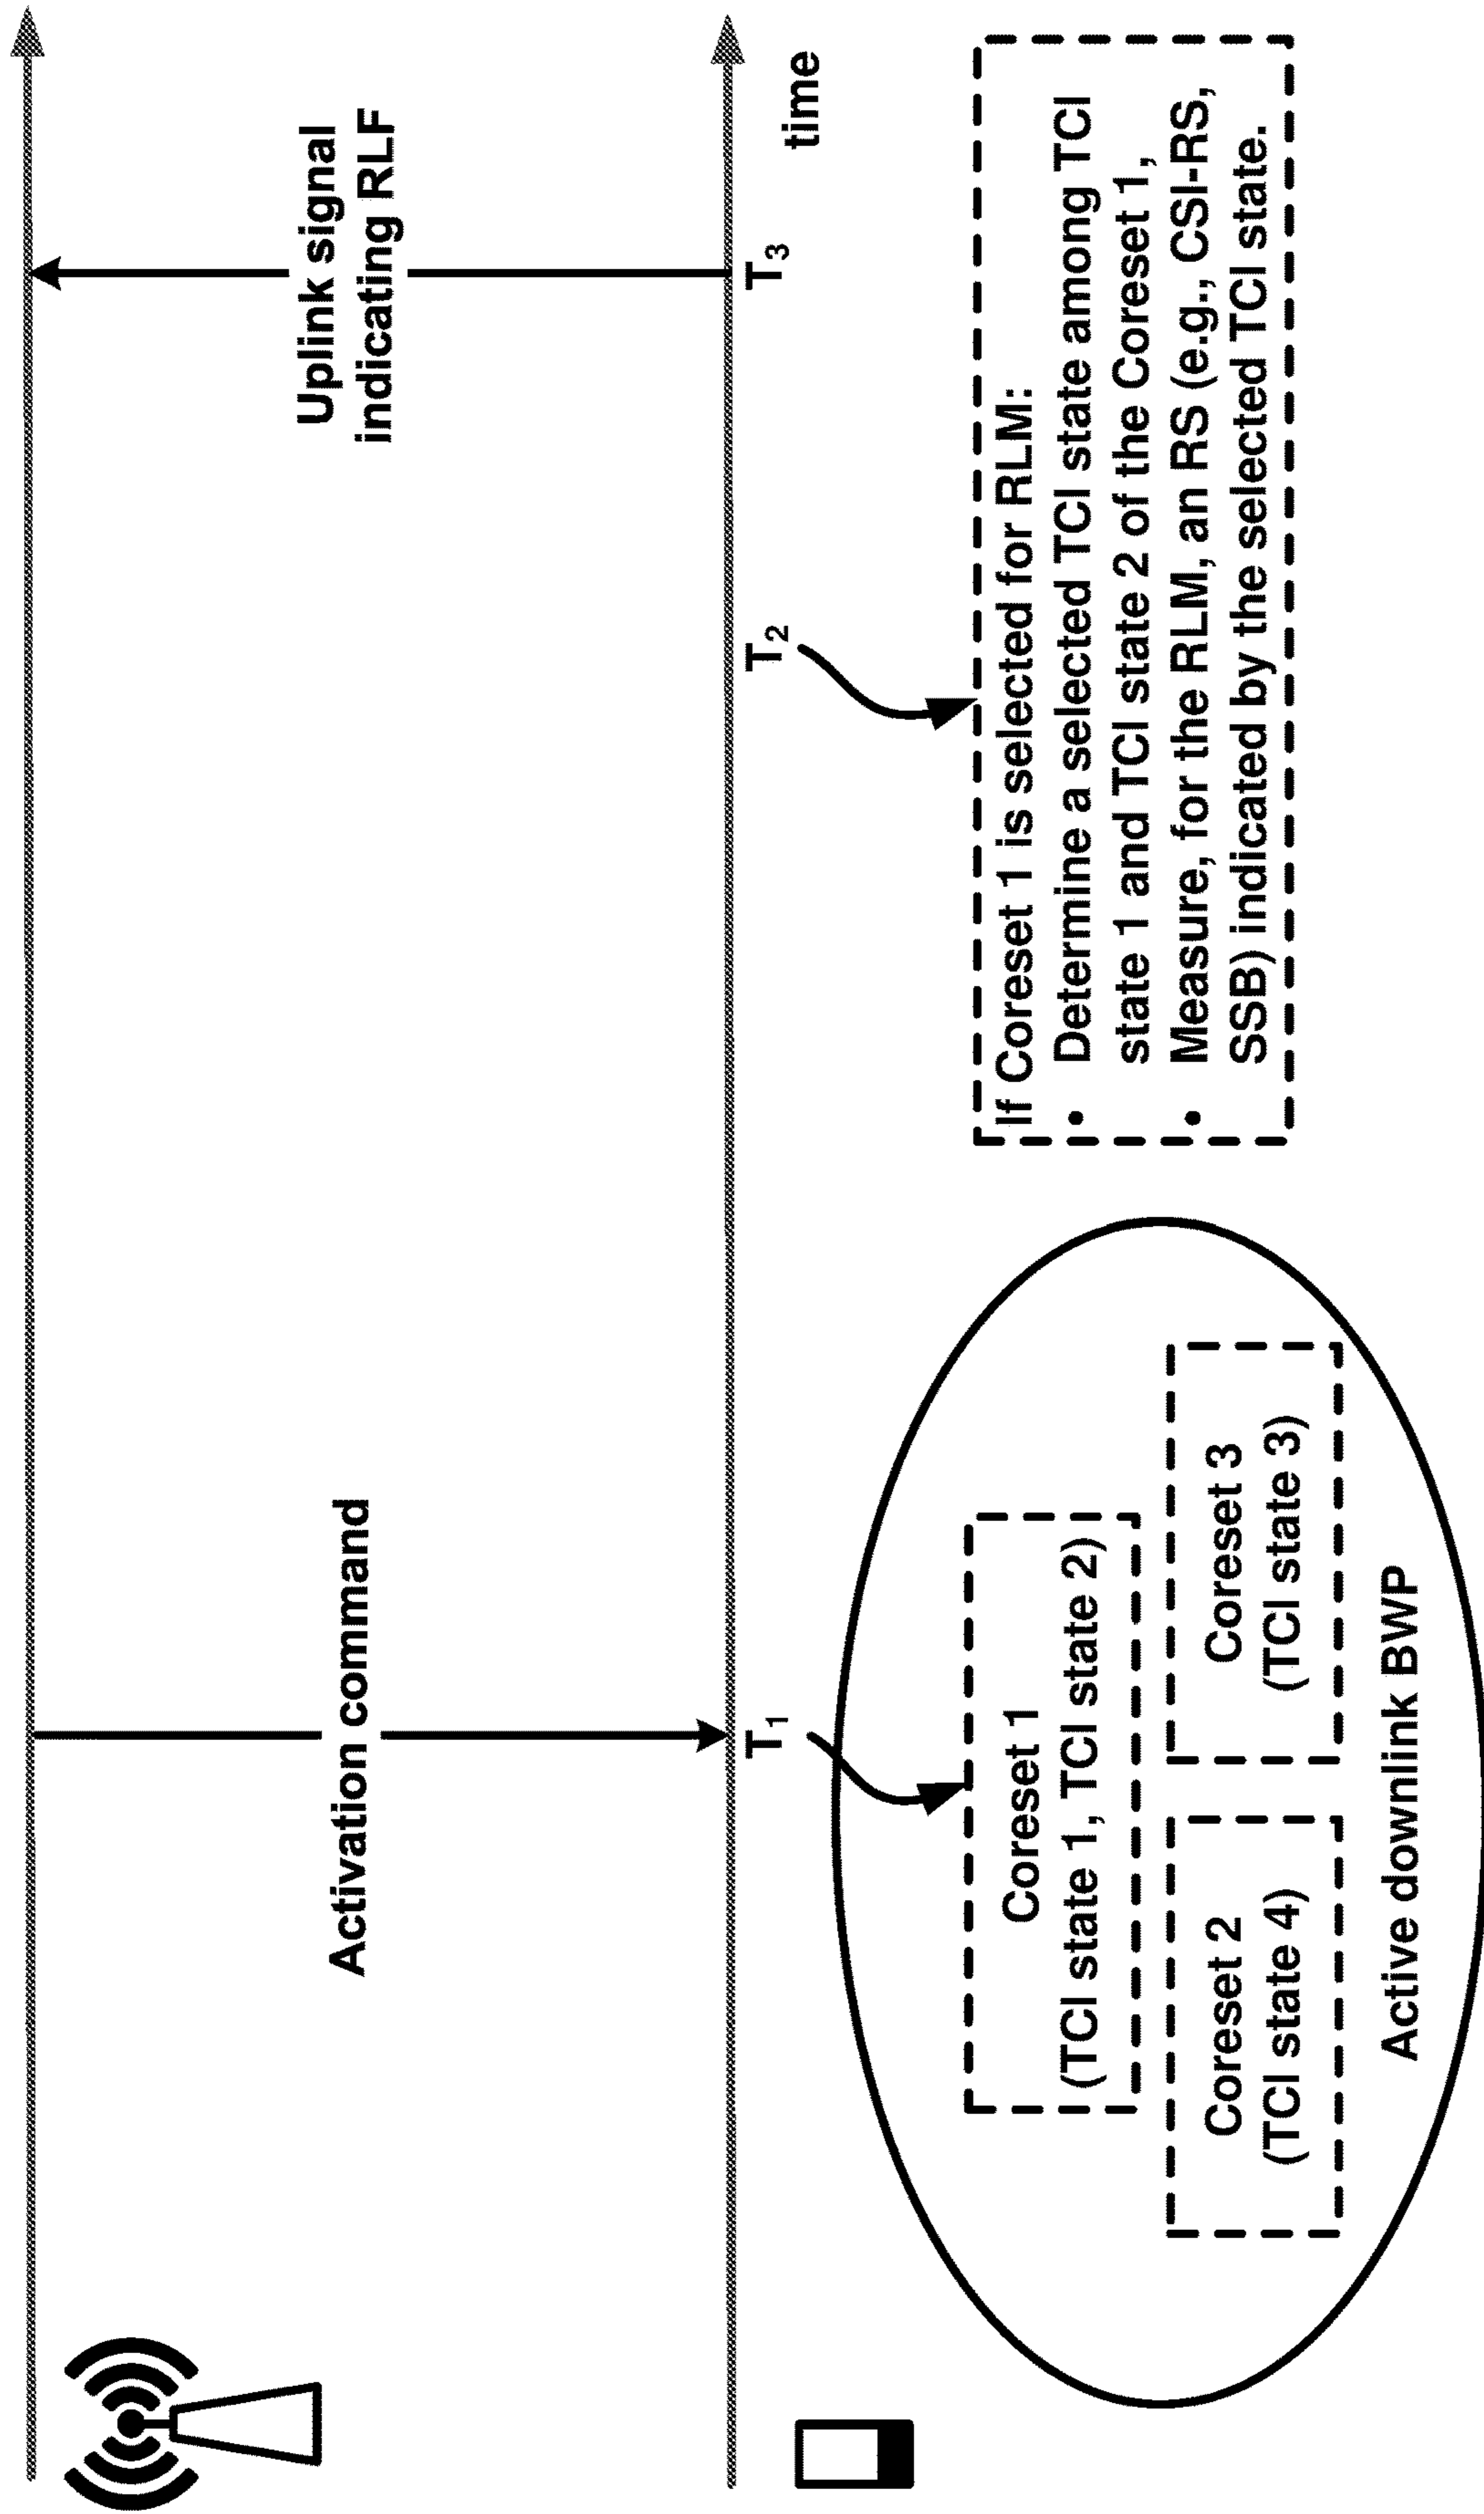 Activation command
Uplink signal
indicating RLF
T1
T2
T3
time
Coreset 1
(TCI state 1, TCI state 2)
Coreset 2
(TCI state 4)
Coreset 3
(TCI state 3)
Active downlink BWP
If Coreset 1 is selected for RLM:
• Determine a selected TCI state among TCI
state 1 and TCI state 2 of the Coreset 1,
• Measure, for the RLM, an RS (e.g., CSI-RS,
SSB) indicated by the selected TCI state.